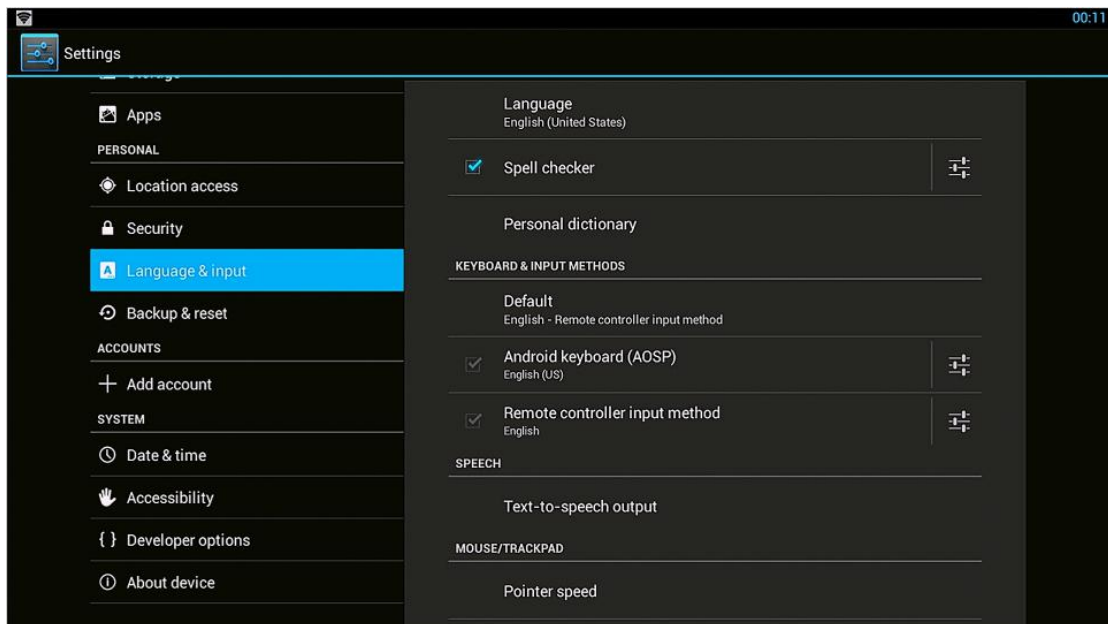 00:11
Settings
Apps
PERSONAL
Location access
Security
Language & input
Backup & reset
ACCOUNTS
Add account
SYSTEM
Date & time
Accessibility
{ } Developer options
About device
Language
English (United States)
Spell checker
Personal dictionary
KEYBOARD & INPUT METHODS
Default
English - Remote controller input method
Android keyboard (AOSP)
English (US)
Remote controller input method
English
SPEECH
Text-to-speech output
MOUSE/TRACKPAD
Pointer speed